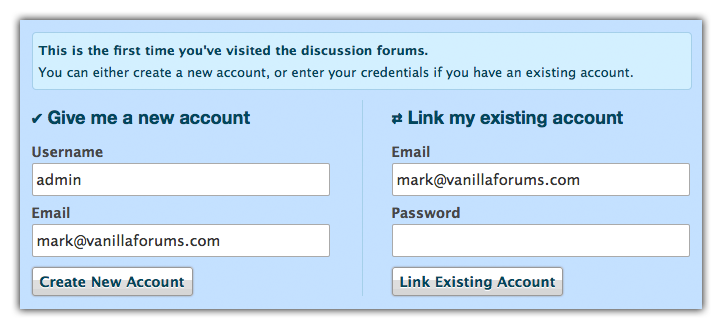 This is the first time you've visited the discussion forums.
You can either create a new account, or enter your credentials if you have an existing account.
✔ Give me a new account
Username
admin
Email
mark@vanillaforums.com
Create New Account
⇄ Link my existing account
Email
mark@vanillaforums.com
Password
Link Existing Account